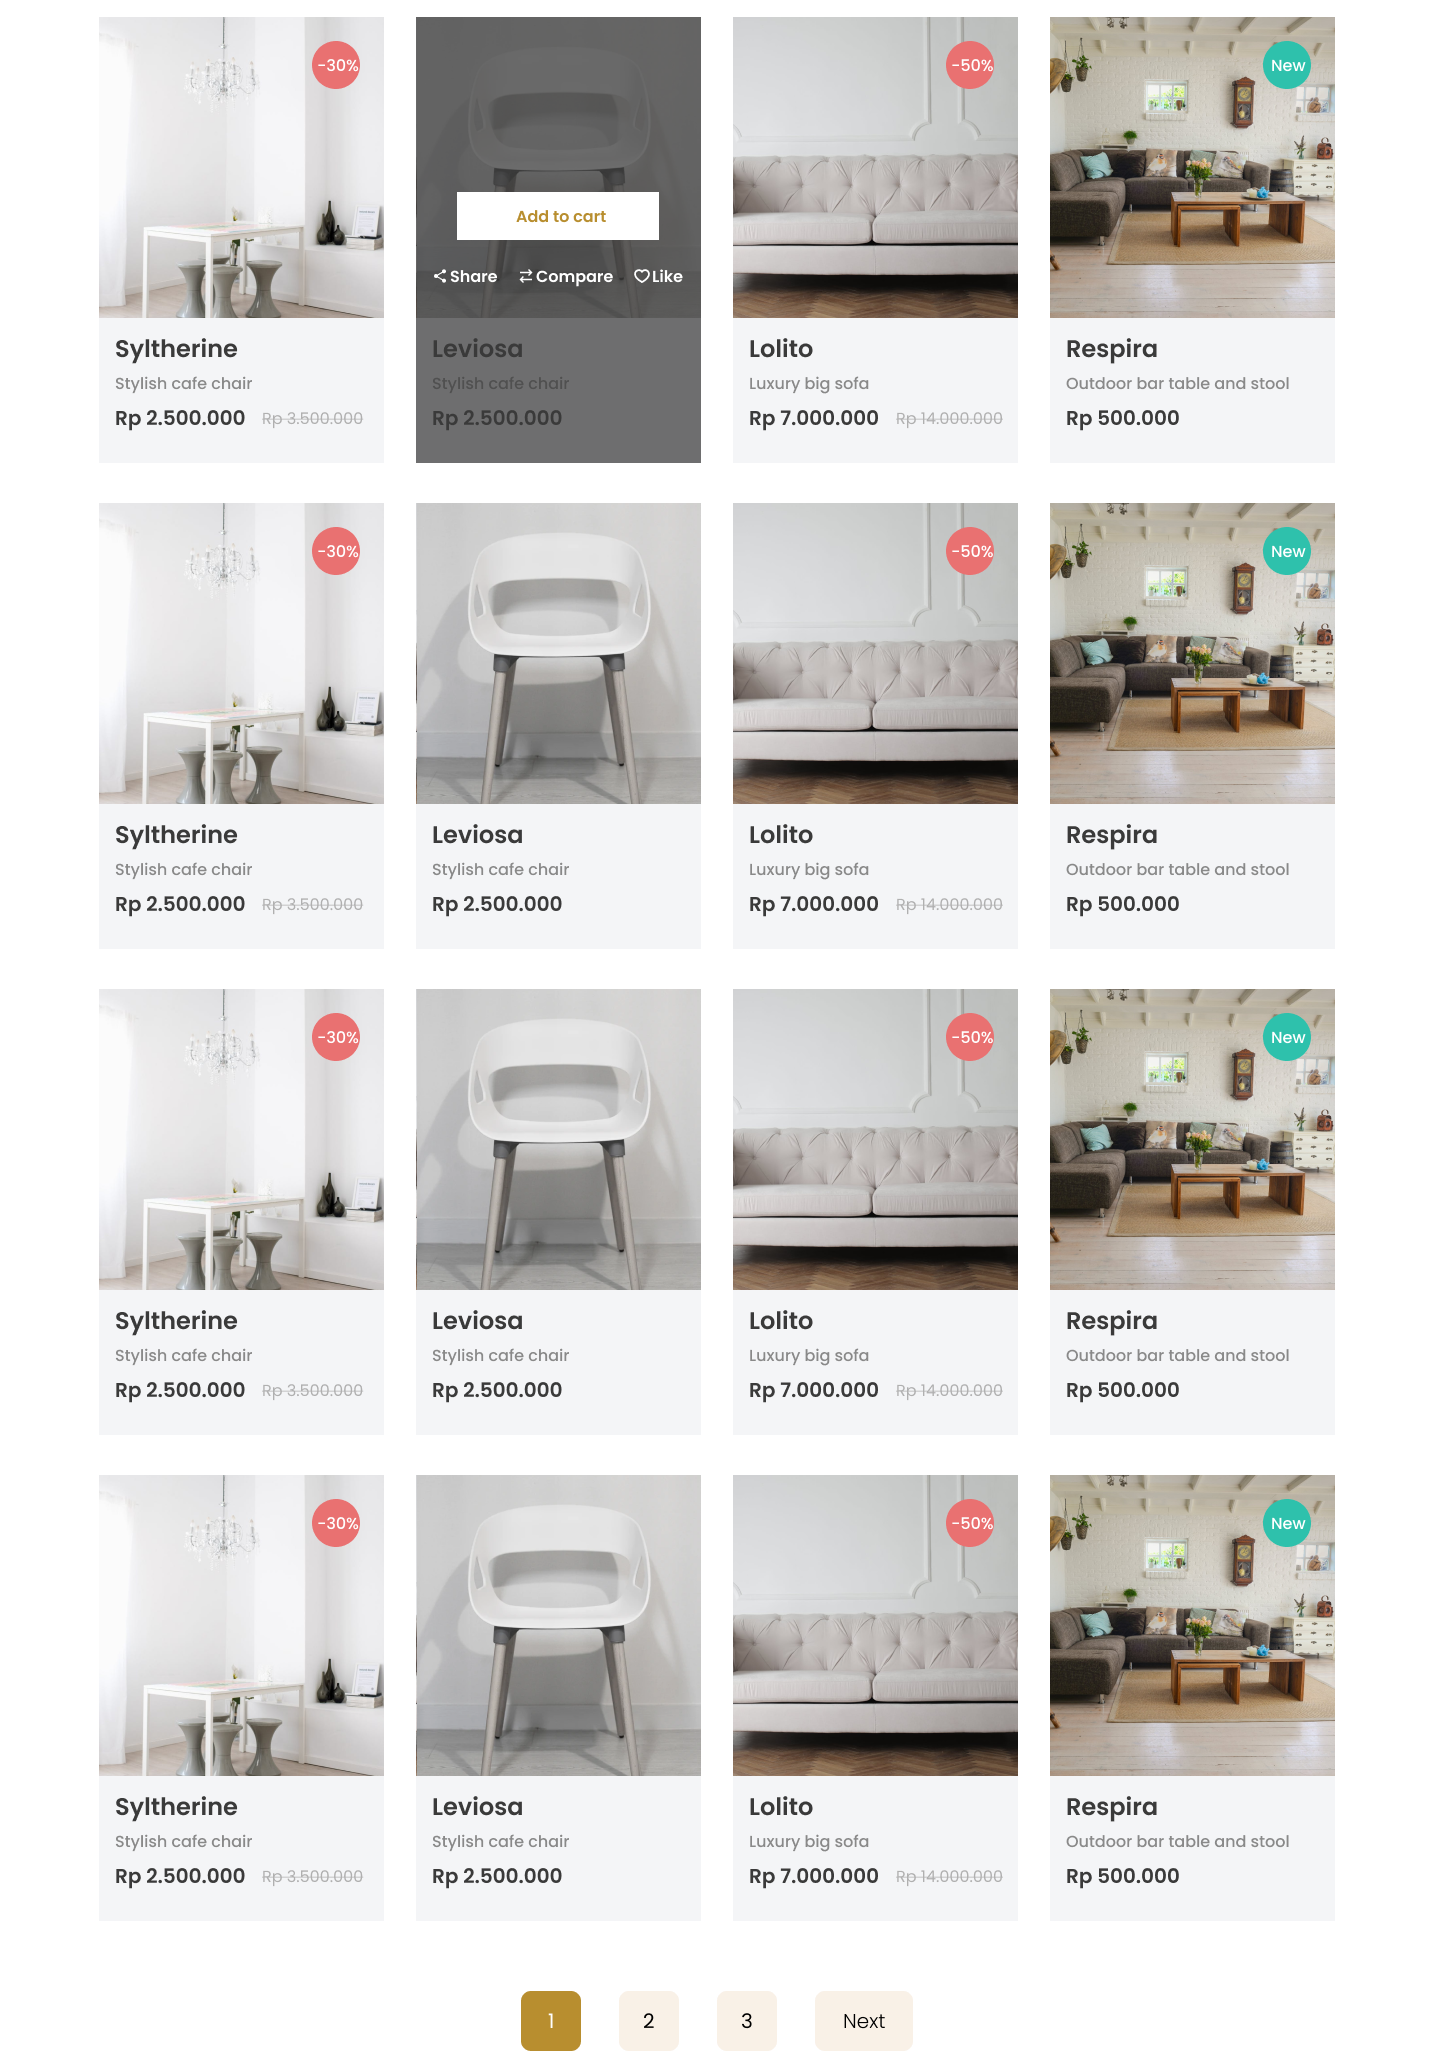 -30%
Add to cart
Share Compare Like
-50%
New
Syltherine
Stylish cafe chair
Rp 2.500.000 Rp 3.500.000
Leviosa
Stylish cafe chair
Rp 2.500.000
Lolito
Luxury big sofa
Rp 7.000.000 Rp 14.000.000
Respira
Outdoor bar table and stool
Rp 500.000
-30%
-50%
New
Syltherine
Stylish cafe chair
Rp 2.500.000 Rp 3.500.000
Leviosa
Stylish cafe chair
Rp 2.500.000
Lolito
Luxury big sofa
Rp 7.000.000 Rp 14.000.000
Respira
Outdoor bar table and stool
Rp 500.000
-30%
-50%
New
Syltherine
Stylish cafe chair
Rp 2.500.000 Rp 3.500.000
Leviosa
Stylish cafe chair
Rp 2.500.000
Lolito
Luxury big sofa
Rp 7.000.000 Rp 14.000.000
Respira
Outdoor bar table and stool
Rp 500.000
-30%
-50%
New
Syltherine
Stylish cafe chair
Rp 2.500.000 Rp 3.500.000
Leviosa
Stylish cafe chair
Rp 2.500.000
Lolito
Luxury big sofa
Rp 7.000.000 Rp 14.000.000
Respira
Outdoor bar table and stool
Rp 500.000
1 2 3 Next